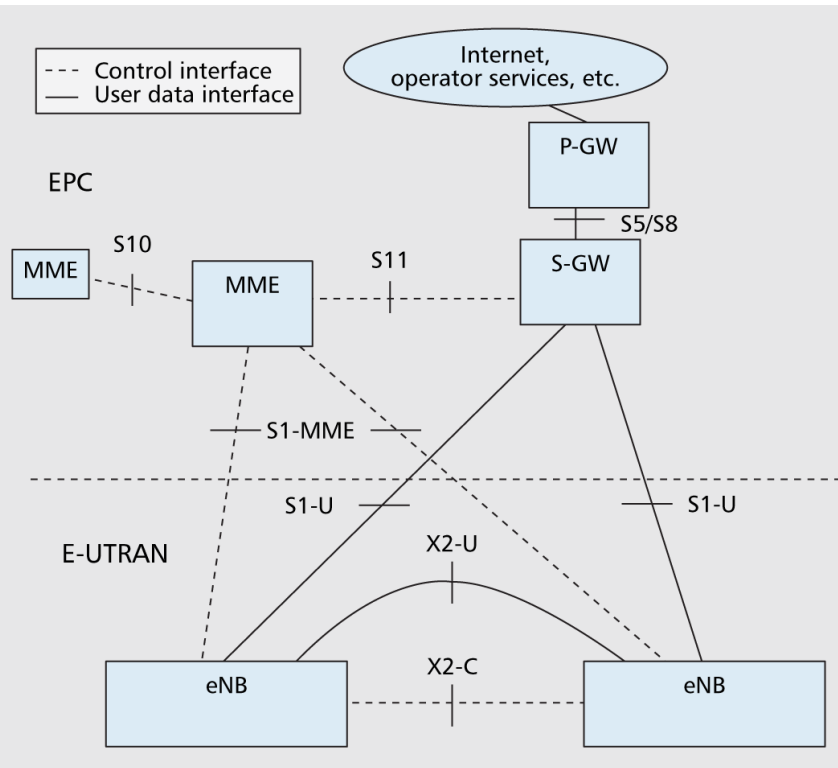 Internet,
operator services, etc.
Control interface
User data interface
P-GW
EPC
S5/S8
S10
S11
MME
MME
S-GW
S1-MME
S1-U
S1-U
E-UTRAN
X2-U
X2-C
eNB
eNB